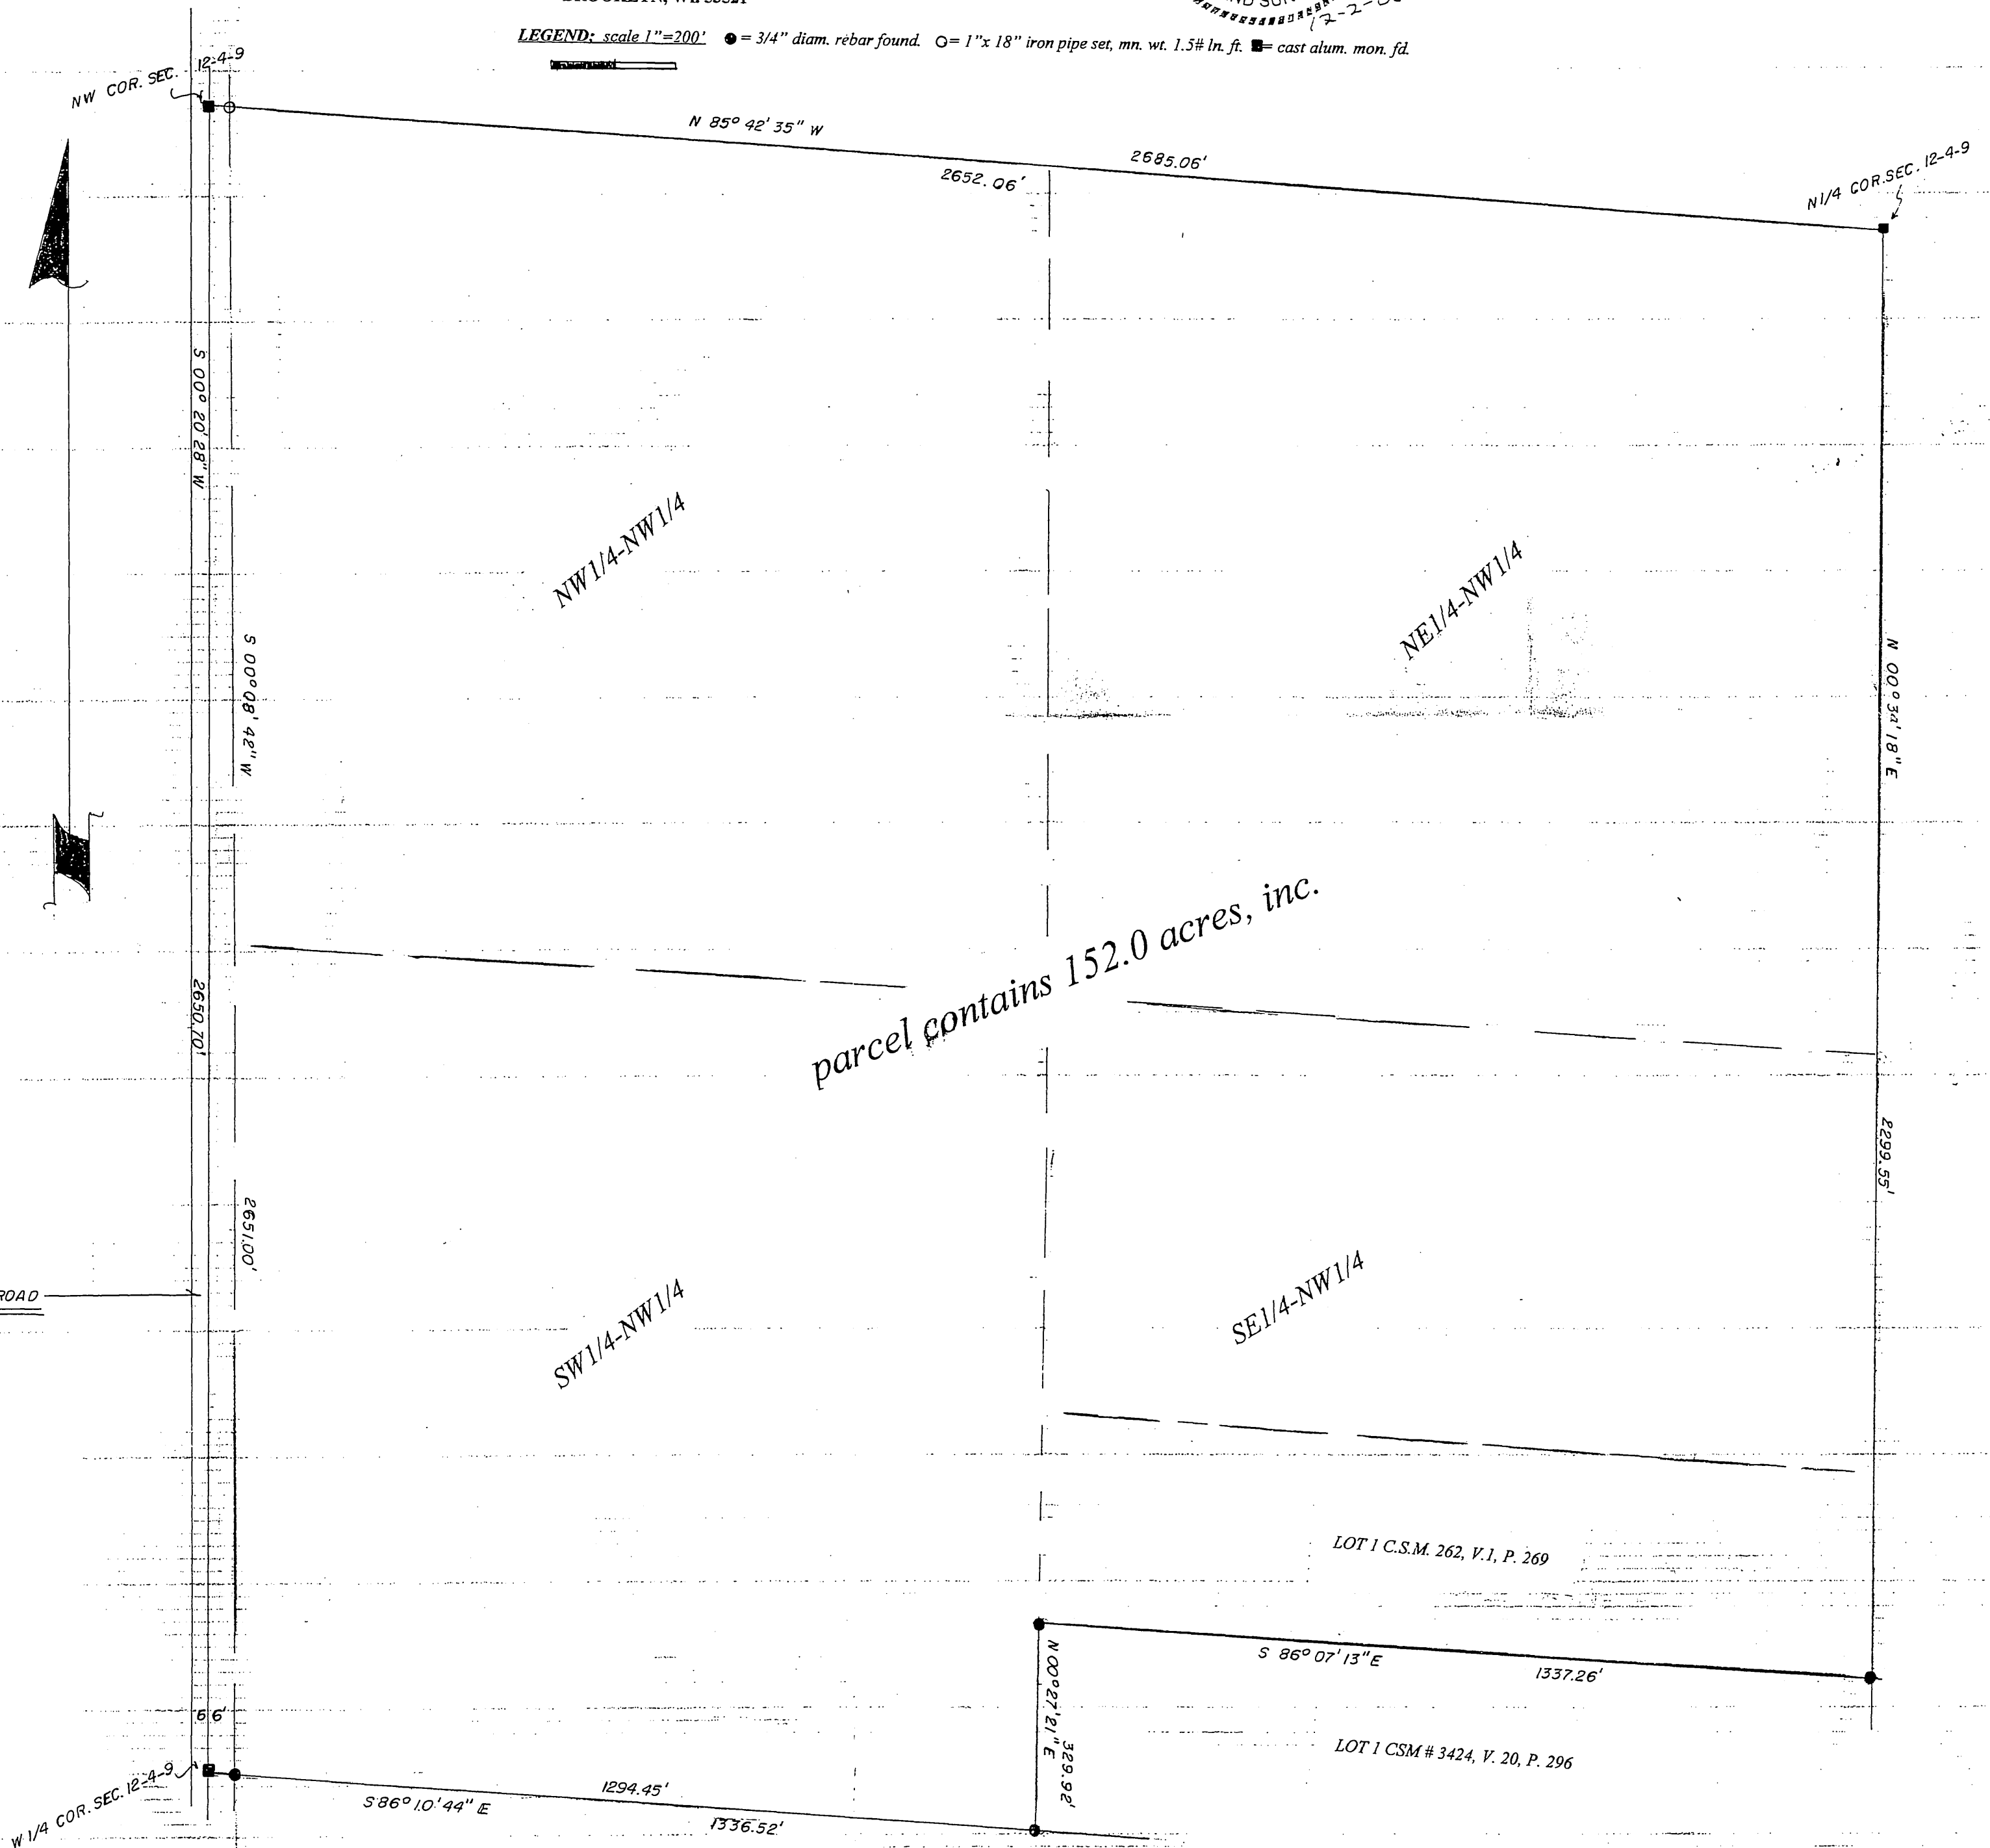 LEGEND: scale 1"=200' = 3/4" diam. rebar found. O= 1"x 18" iron pipe set, mn. wt. 1.5# ln. ft. = cast alum. mon. fd.
12-2-
NW COR. SEC. 12-4-9
N 85° 42' 35" W
2685.06'
2652.06'
N1/4 COR.SEC. 12-4-9
S 00° 20' 28" W
NW1/4-NW1/4
NE1/4-NW1/4
S 00° 08' 42" W
N 00° 34' 18" E
parcel contains 152.0 acres, inc.
2650.70'
2299.55'
2651.00'
ROAD
SW1/4-NW1/4
SE1/4-NW1/4
LOT 1 C.S.M. 262, V.1, P. 269
S 86° 07' 13" E
1337.26'
N 00° 27' 21" E
329.92'
66'
LOT 1 CSM # 3424, V. 20, P. 296
W 1/4 COR. SEC. 12-4-9
S 86° 10' 44" E
1294.45'
1336.52'